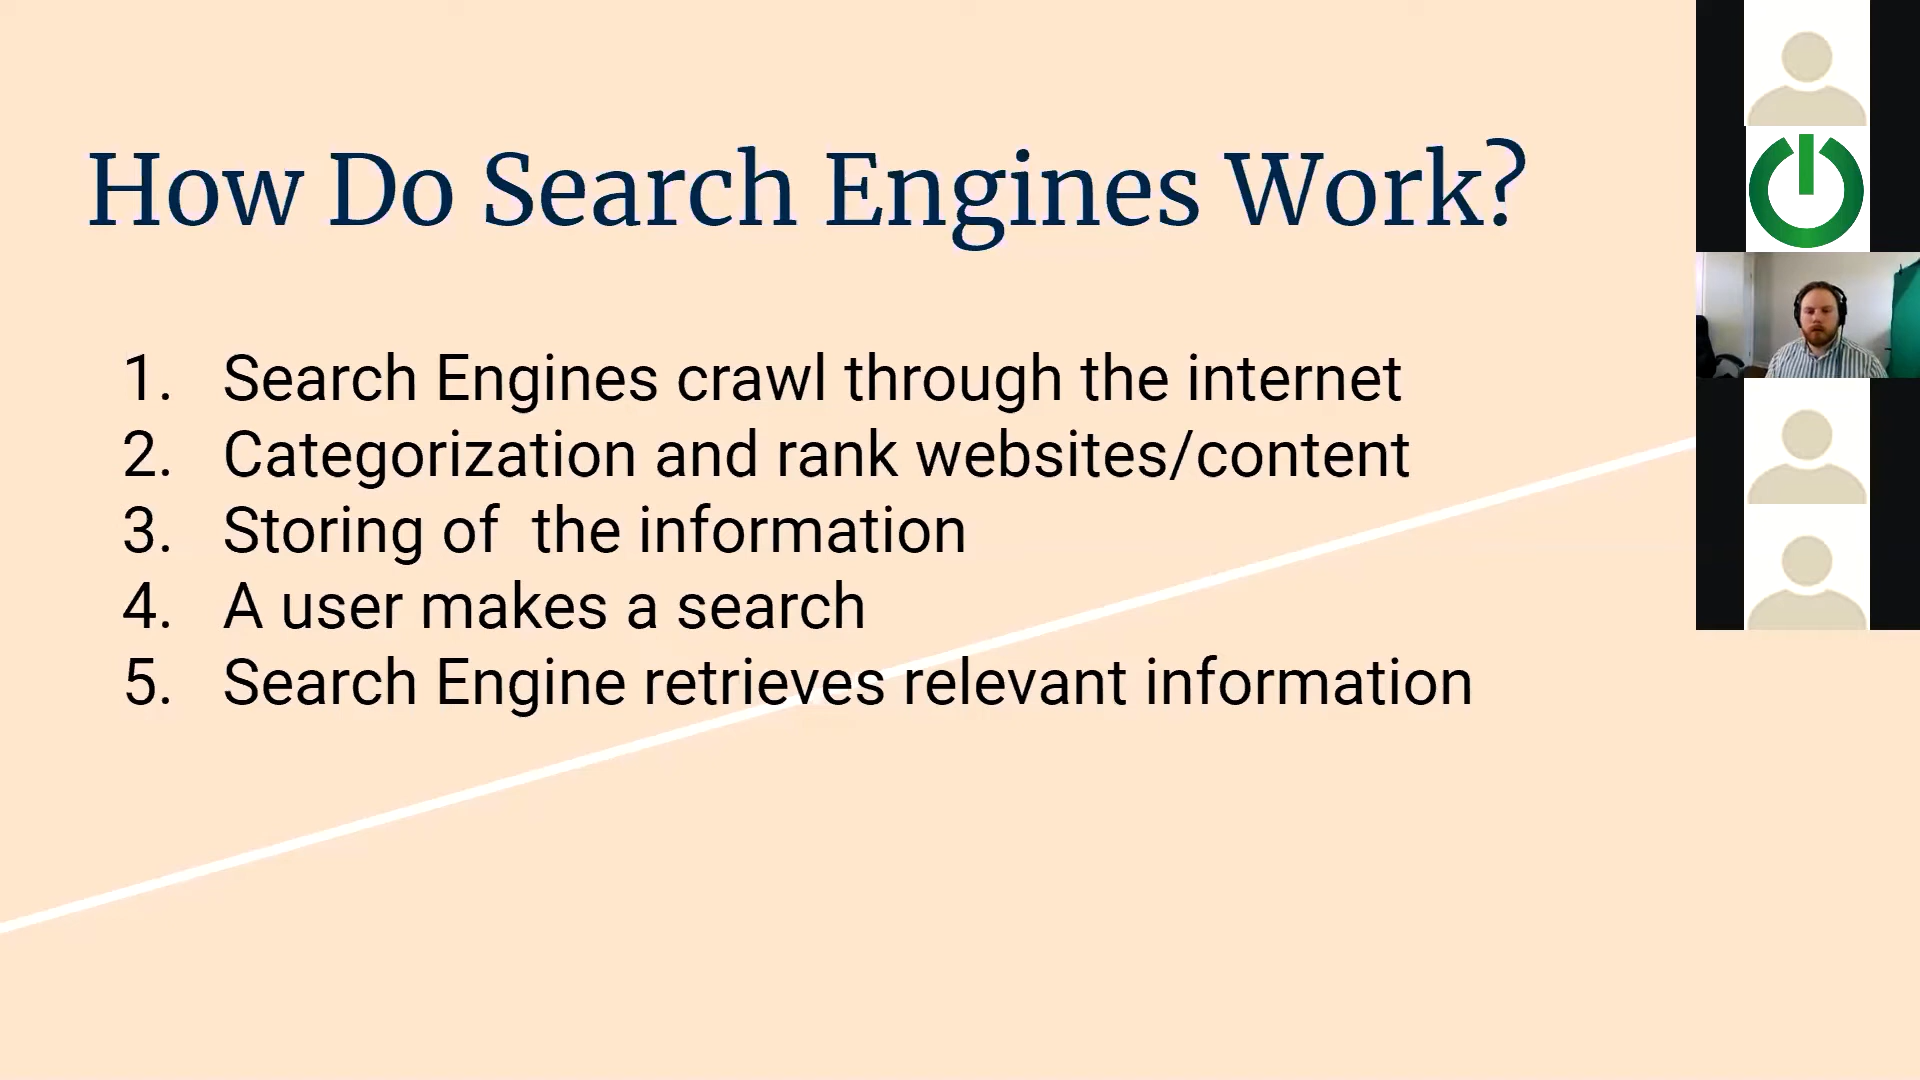 How Do Search Engines Work?
1. Search Engines crawl through the internet
2. Categorization and rank websites/content
3. Storing of  the information
4. A user makes a search
5. Search Engine retrieves relevant information